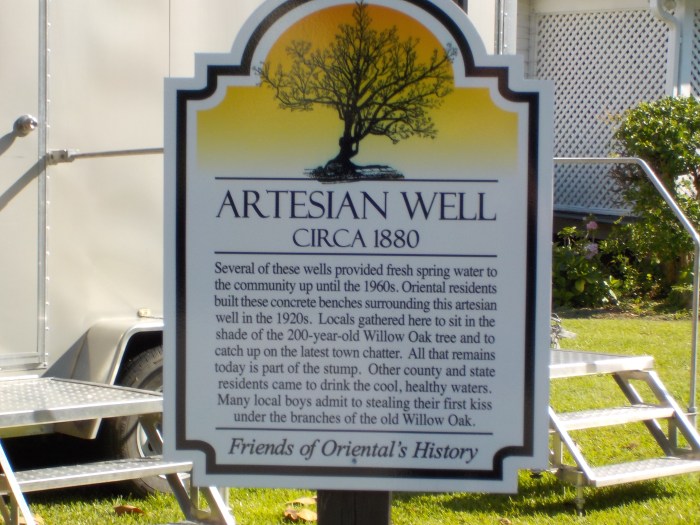 ARTESIAN WELL
CIRCA 1880
Several of these wells provided fresh spring water to
the community up until the 1960s. Oriental residents
built these concrete benches surrounding this artesian
well in the 1920s. Locals gathered here to sit in the
shade of the 200-year-old Willow Oak tree and to
catch up on the latest town chatter. All that remains
today is part of the stump. Other county and state
residents came to drink the cool, healthy waters.
Many local boys admit to stealing their first kiss
under the branches of the old Willow Oak.
Friends of Oriental's History